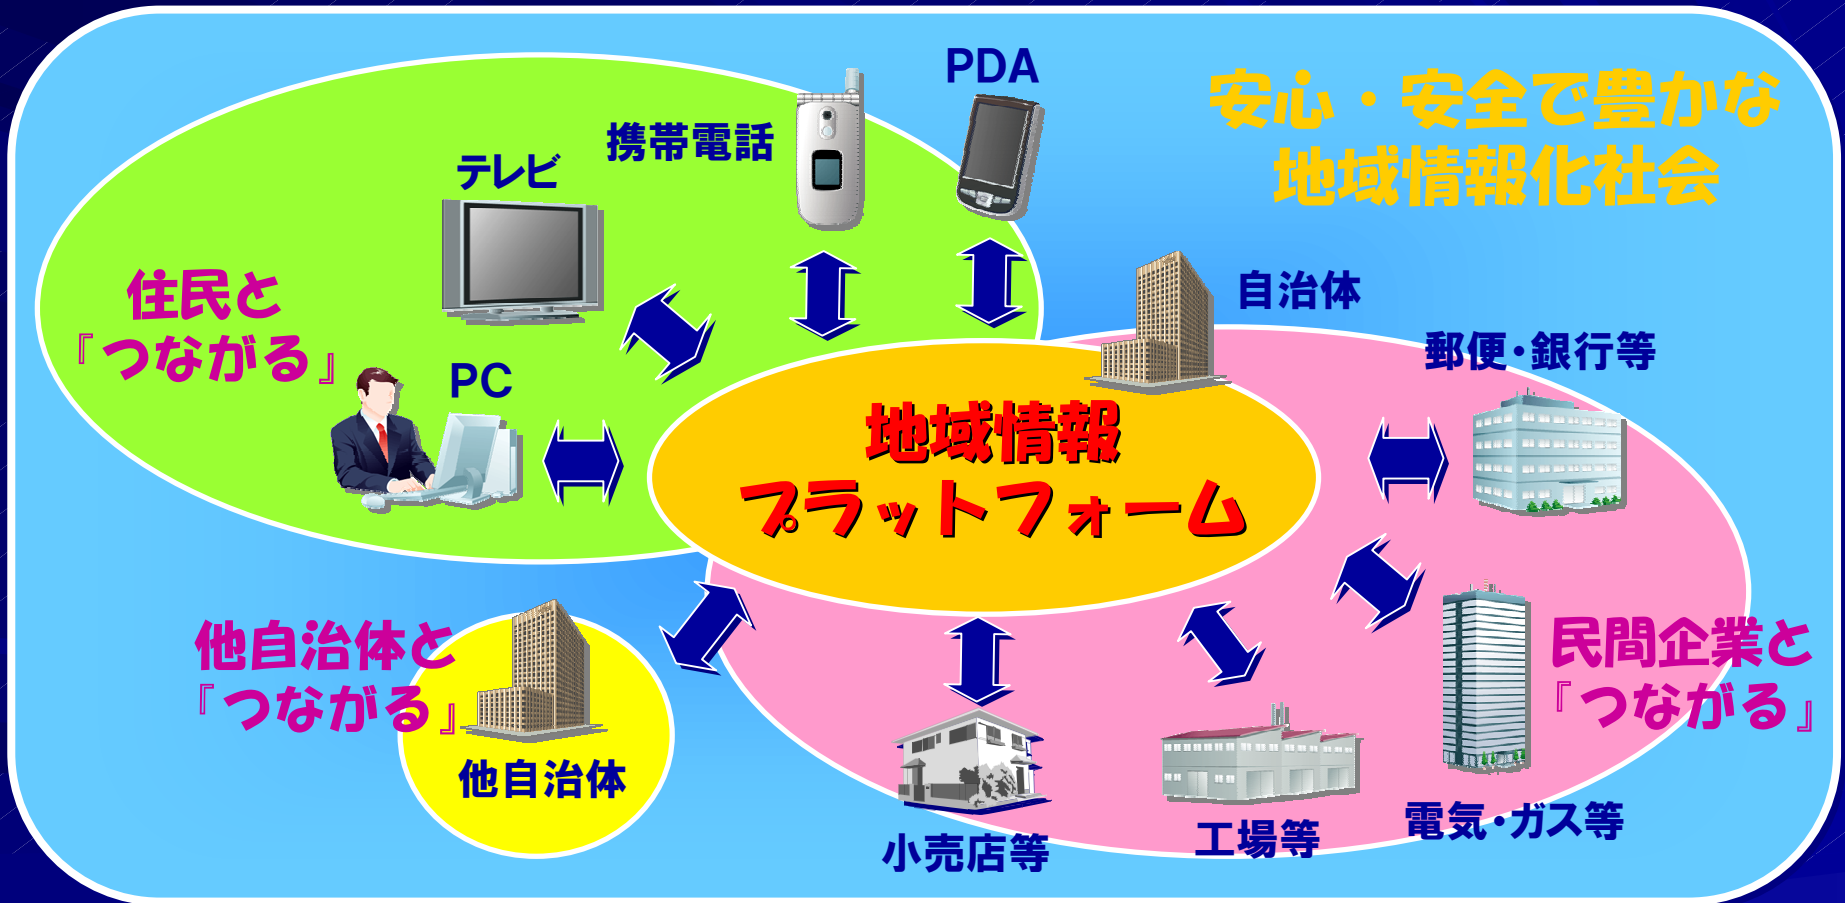 PDA
安心・安全で豊かな
地域情報化社会
携帯電話
テレビ
住民と
『つながる』
PC
自治体
郵便・銀行等
地域情報
プラットフォーム
他自治体と
『つながる』
他自治体
民間企業と
『つながる』
小売店等
工場等
電気・ガス等